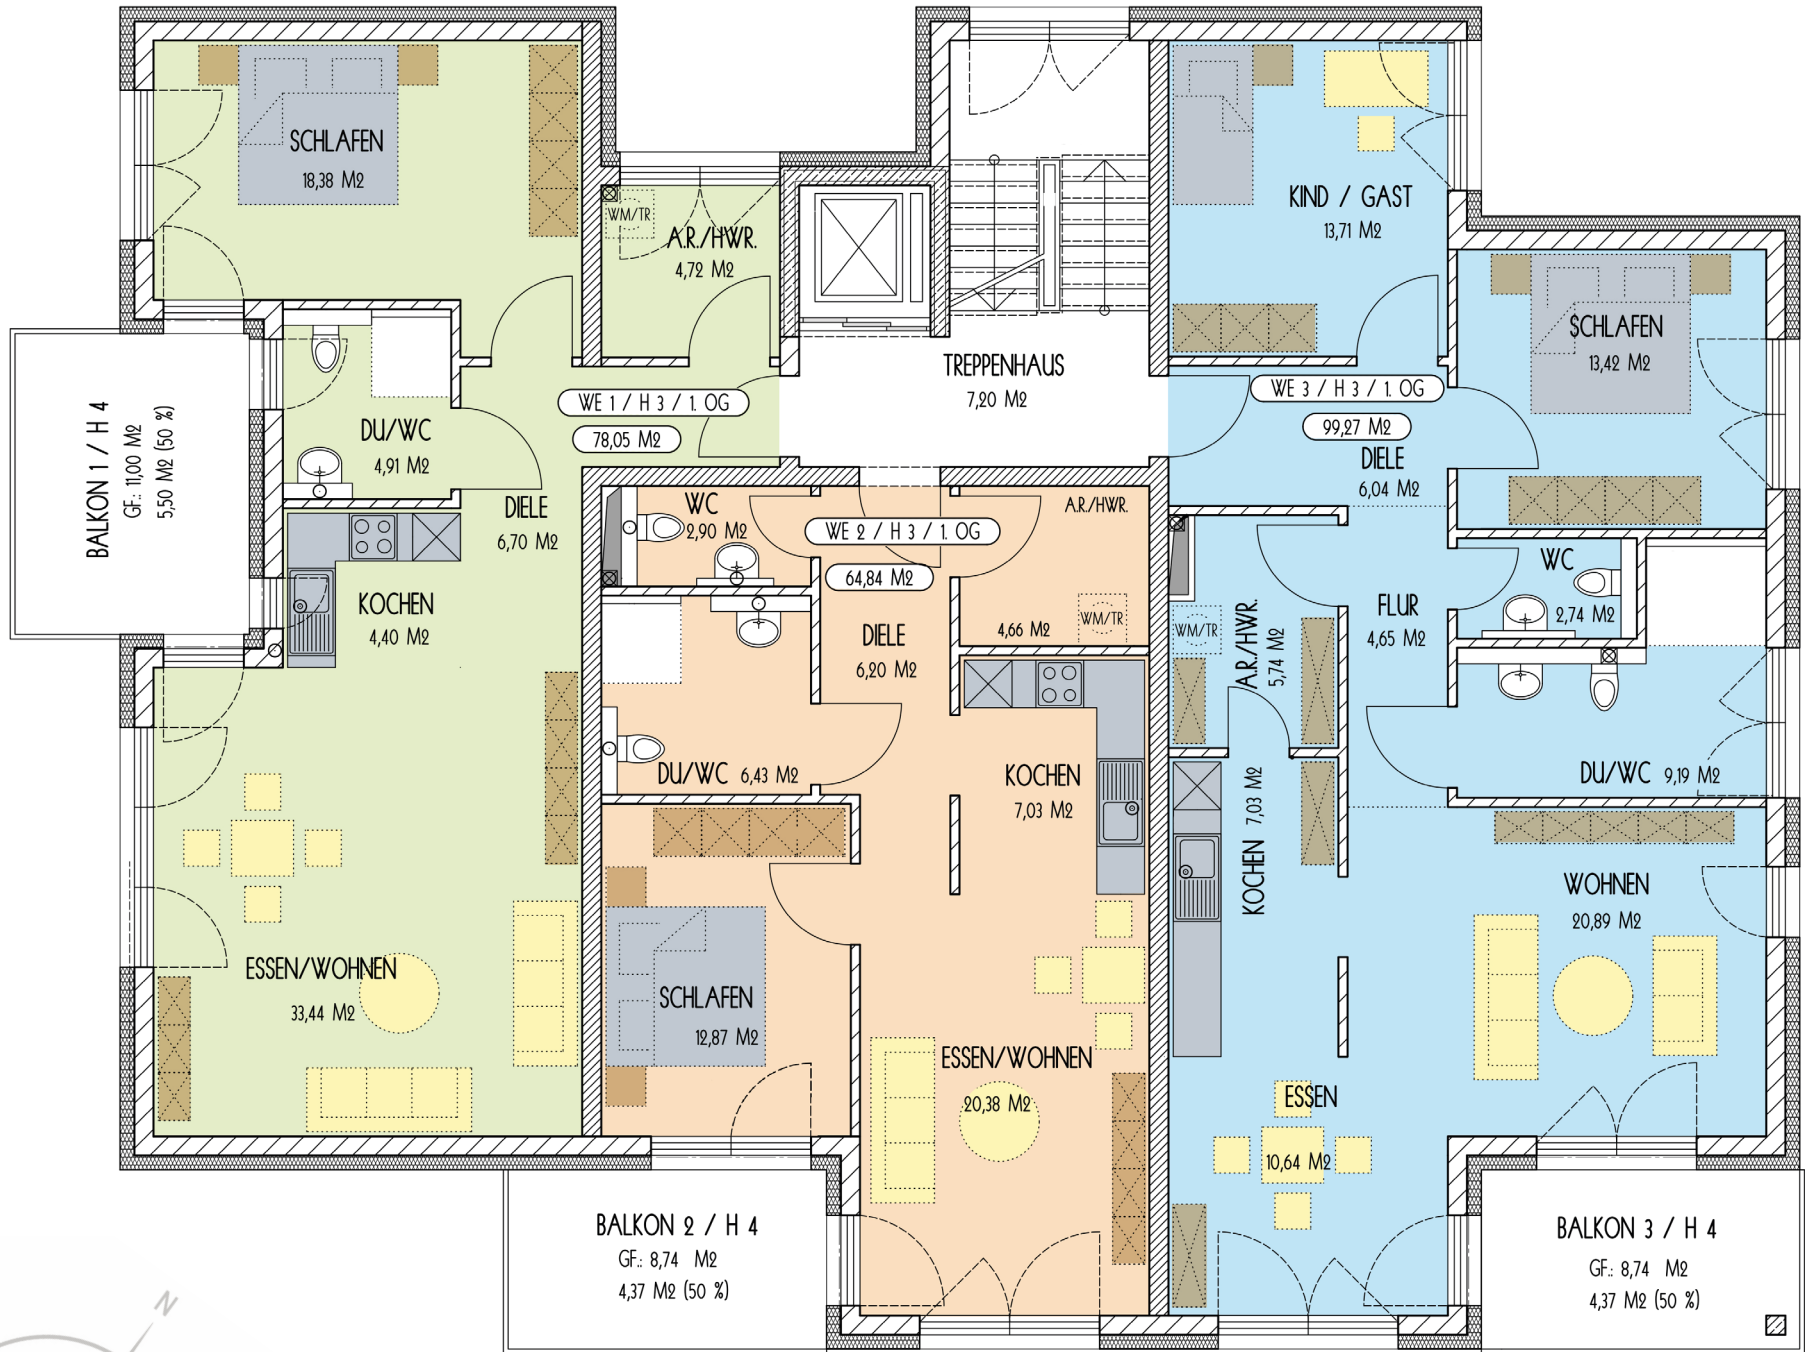 SCHLAFEN
18,38 M2
WM/TR
A.R./HWR.
4,72 M2
KIND / GAST
13,71 M2
SCHLAFEN
13,42 M2
TREPPENHAUS
7,20 M2
WE 1 / H 3 / 1. OG
78,05 M2
WE 3 / H 3 / 1. OG
99,27 M2
DIELE
6,04 M2
BALKON 1 / H 4
GF.: 11,00 M2
5,50 M2 (50 %)
DU/WC
4,91 M2
DIELE
6,70 M2
KOCHEN
4,40 M2
WC
2,90 M2
WE 2 / H 3 / 1. OG
64,84 M2
A.R./HWR.
4,66 M2
WM/TR
DIELE
6,20 M2
WM/TR
A.R./HWR.
5,74 M2
FLUR
4,65 M2
WC
2,74 M2
DU/WC 6,43 M2
KOCHEN
7,03 M2
KOCHEN 7,03 M2
DU/WC 9,19 M2
WOHNEN
20,89 M2
ESSEN/WOHNEN
33,44 M2
SCHLAFEN
12,87 M2
ESSEN/WOHNEN
20,38 M2
ESSEN
10,64 M2
BALKON 2 / H 4
GF.: 8,74 M2
4,37 M2 (50 %)
BALKON 3 / H 4
GF.: 8,74 M2
4,37 M2 (50 %)
N